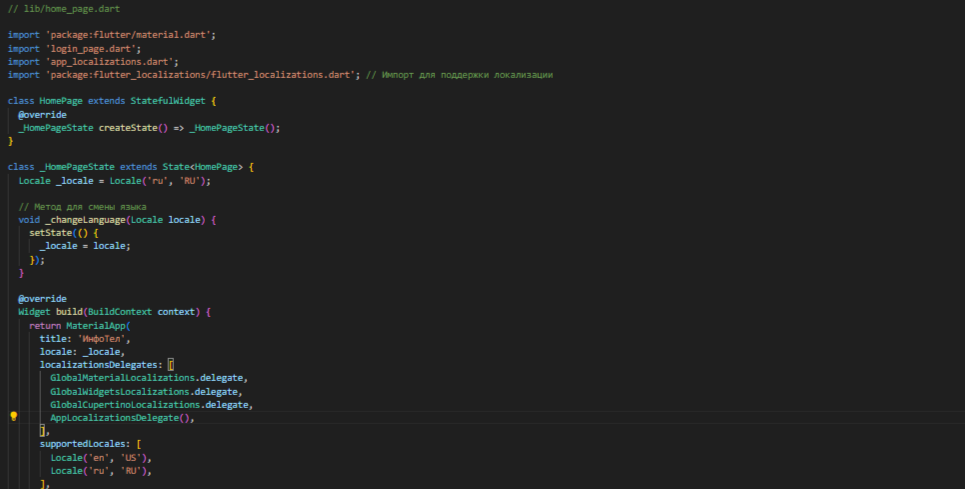 // lib/home_page.dart
import 'package:flutter/material.dart';
import 'login_page.dart';
import 'app_localizations.dart';
import 'package:flutter_localizations/flutter_localizations.dart'; // Импорт для поддержки локализации
class HomePage extends StatefulWidget {
@override
_HomePageState createState() => _HomePageState();
}
class _HomePageState extends State<HomePage> {
Locale _locale = Locale('ru', 'RU');
// Метод для смены языка
void _changeLanguage(Locale locale) {
setState(() {
_locale = locale;
});
}
@override
Widget build(BuildContext context) {
return MaterialApp(
title: 'ИнфоТел',
locale: _locale,
localizationsDelegates: [
GlobalMaterialLocalizations.delegate,
GlobalWidgetsLocalizations.delegate,
GlobalCupertinoLocalizations.delegate,
AppLocalizationsDelegate(),
],
supportedLocales: [
Locale('en', 'US'),
Locale('ru', 'RU'),
],